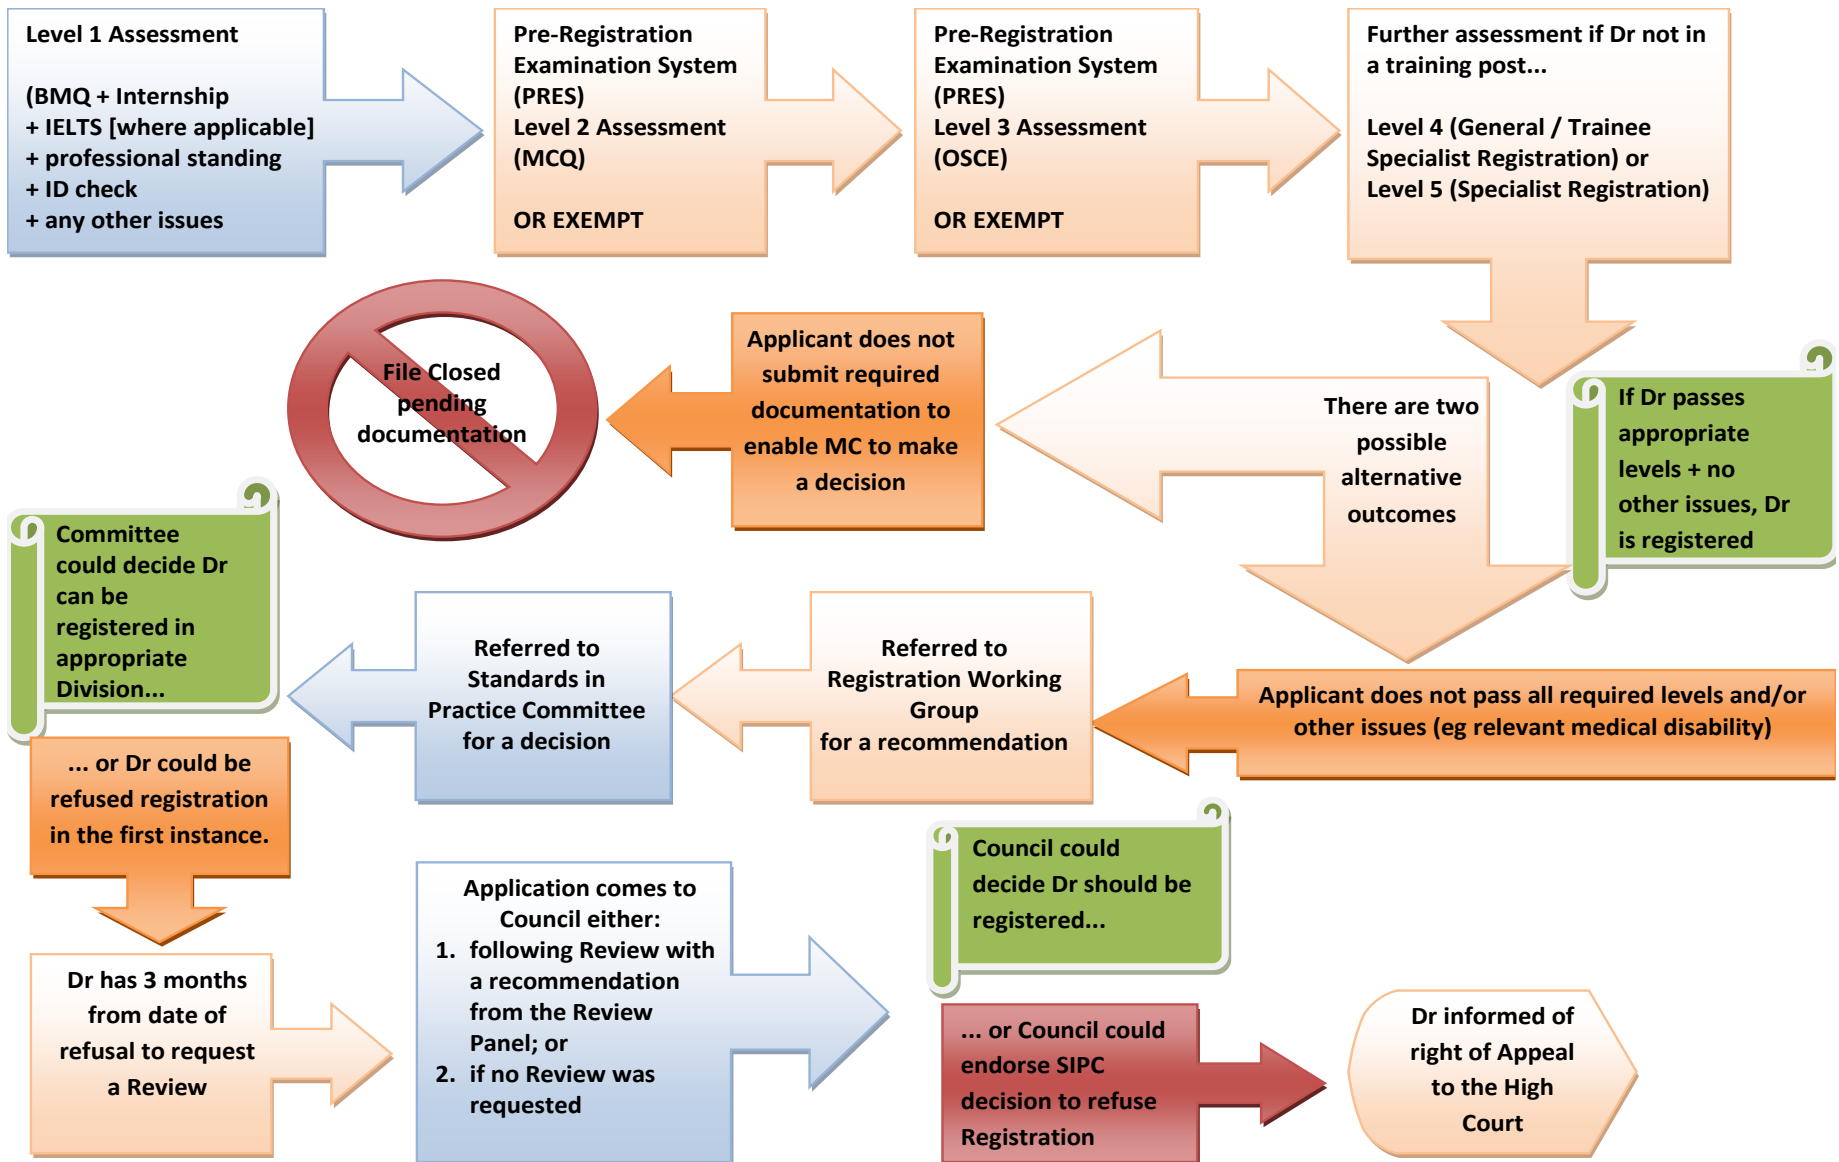 Level 1 Assessment
(BMQ + Internship
+ IELTS [where applicable]
+ professional standing
+ ID check
+ any other issues
Pre-Registration
Examination System
(PRES)
Level 2 Assessment
(MCQ)
OR EXEMPT
Pre-Registration
Examination System
(PRES)
Level 3 Assessment
(OSCE)
OR EXEMPT
Further assessment if Dr not in
a training post...
Level 4 (General / Trainee
Specialist Registration) or
Level 5 (Specialist Registration)
If Dr passes
appropriate
levels + no
other issues, Dr
is registered
There are two
possible
alternative
outcomes
Applicant does not
submit required
documentation to
enable MC to make
a decision
File Closed
pending
documentation
Applicant does not pass all required levels and/or
other issues (eg relevant medical disability)
Referred to
Registration Working
Group
for a recommendation
Referred to
Standards in
Practice Committee
for a decision
Committee
could decide Dr
can be
registered in
appropriate
Division...
... or Dr could be
refused registration
in the first instance.
Dr has 3 months
from date of
refusal to request
a Review
Application comes to
Council either:
1. following Review with
a recommendation
from the Review
Panel; or
2. if no Review was
requested
Council could
decide Dr should be
registered...
... or Council could
endorse SIPC
decision to refuse
Registration
Dr informed of
right of Appeal
to the High
Court